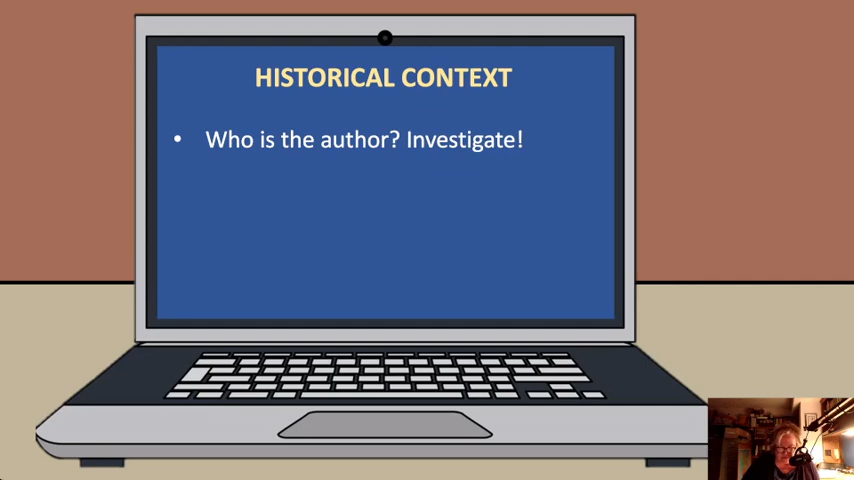 HISTORICAL CONTEXT
• Who is the author? Investigate!